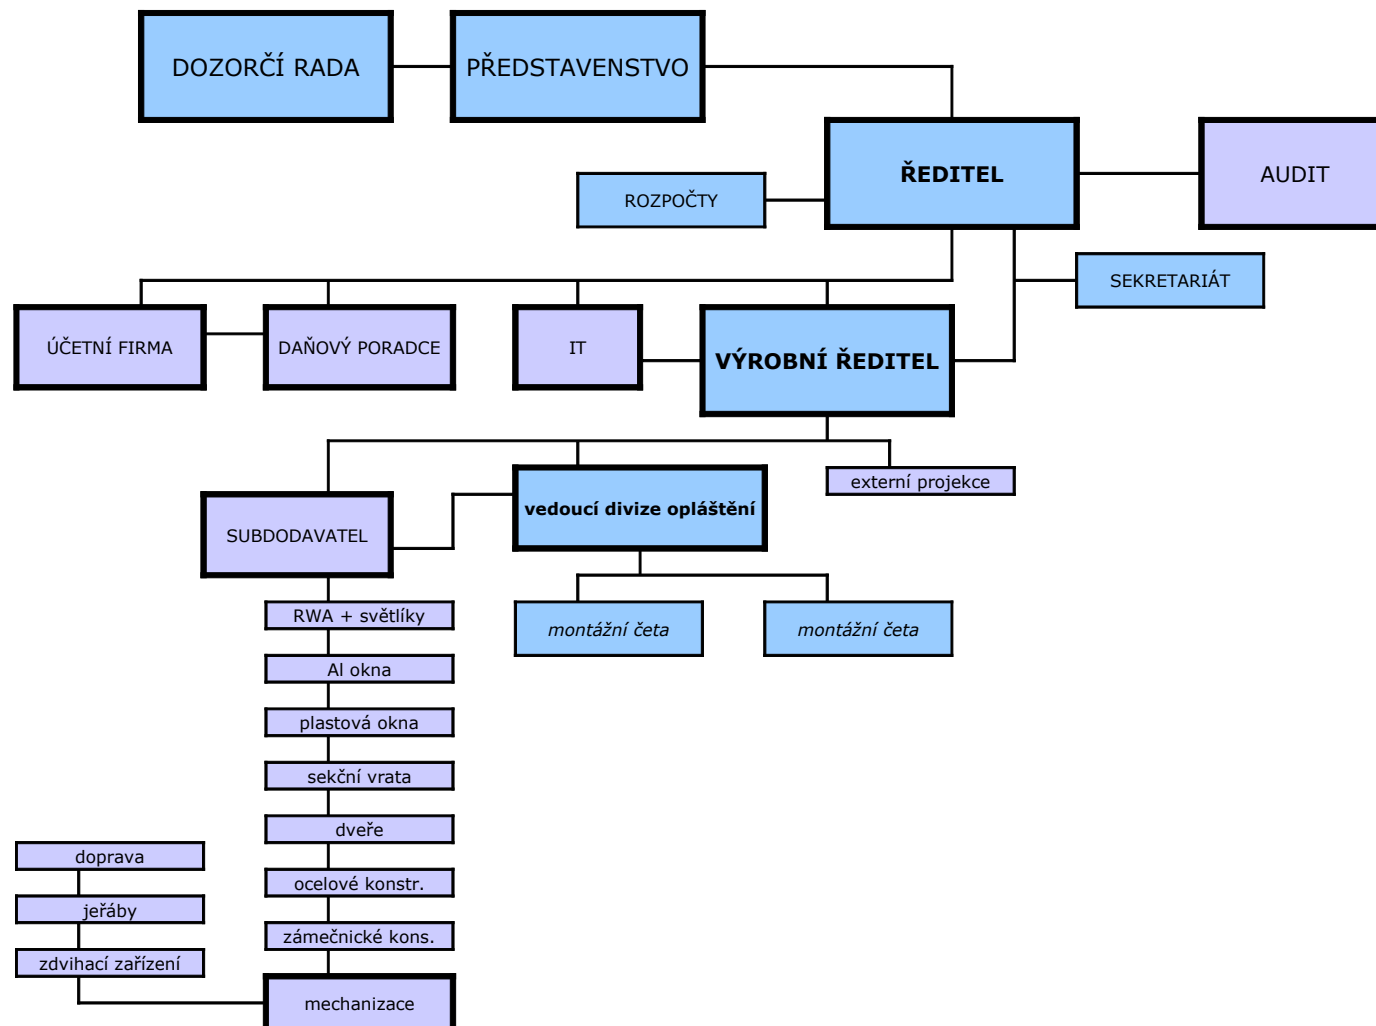 DOZORČÍ RADA
PŘEDSTAVENSTVO
ŘEDITEL
AUDIT
ROZPOČTY
SEKRETARIÁT
ÚČETNÍ FIRMA
DAŇOVÝ PORADCE
IT
VÝROBNÍ ŘEDITEL
externí projekce
vedoucí divize opláštění
SUBDODAVATEL
RWA + světlíky
montážní četa
montážní četa
Al okna
plastová okna
sekční vrata
dveře
doprava
ocelové konstr.
jeřáby
zámečnické kons.
zdvihací zařízení
mechanizace